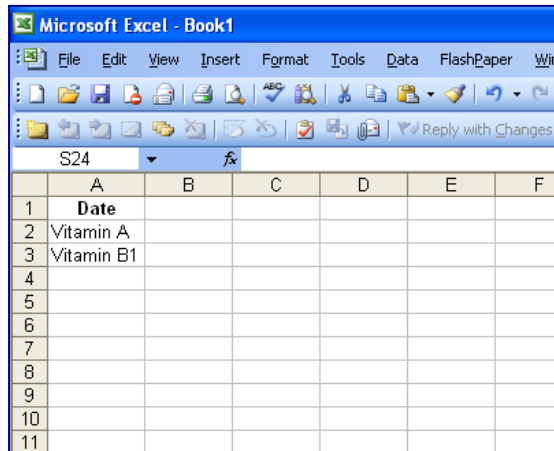 Microsoft Excel - Book1
File Edit View Insert Format Tools Data FlashPaper
ABC
Reply with Changes
S24 fx
A B C D E F
1 Date
2 Vitamin A
3 Vitamin B1
4
5
6
7
8
9
10
11